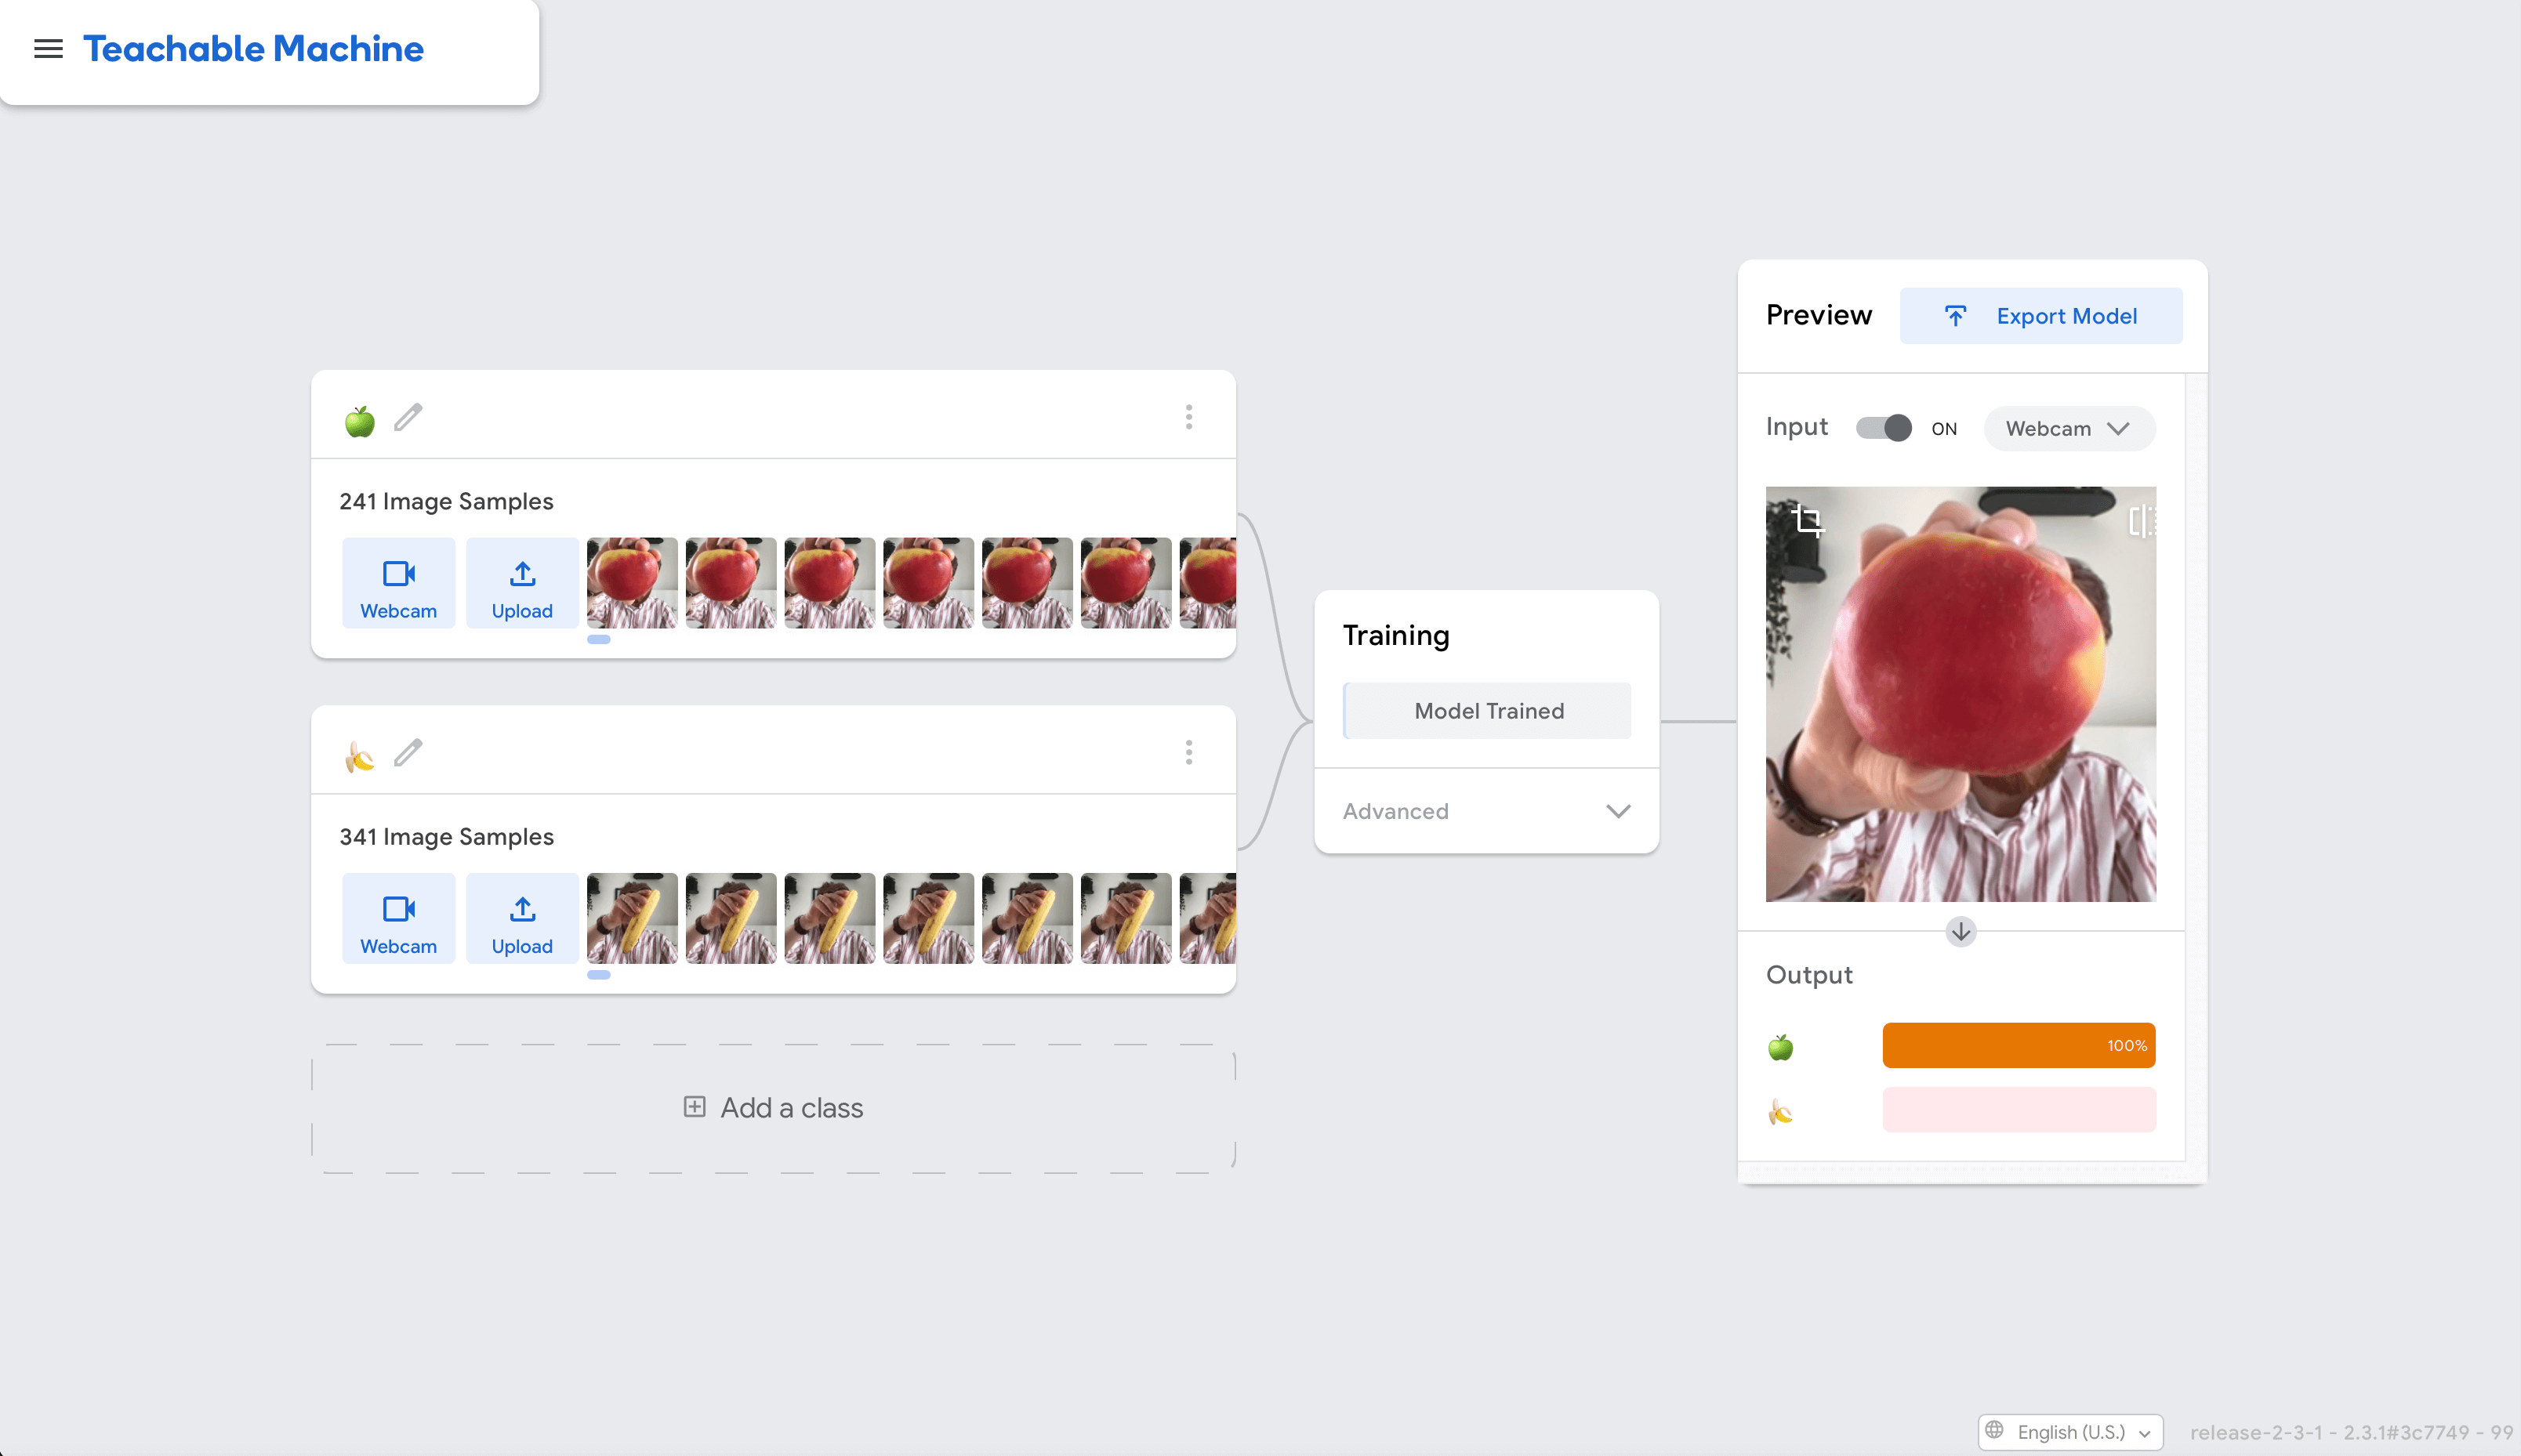 Teachable Machine
Preview
Export Model
Input
ON
Webcam
241 Image Samples
Webcam
Upload
Training
Model Trained
Advanced
341 Image Samples
Webcam
Upload
Output
100%
Add a class
English (U.S.)
release-2-3-1 - 2.3.1#3c7749 - 99